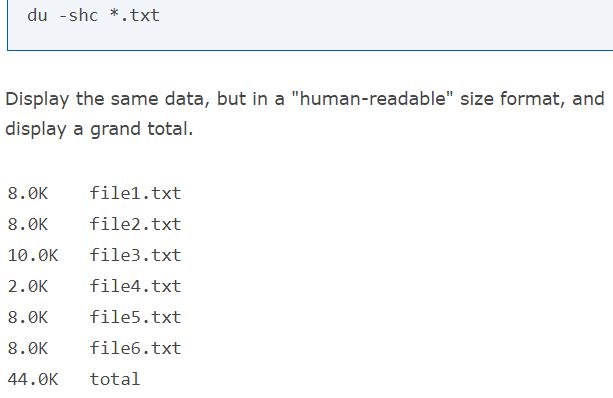 du -shc *.txt
Display the same data, but in a "human-readable" size format, and
display a grand total.
8.0K    file1.txt
8.0K    file2.txt
10.0K   file3.txt
2.0K    file4.txt
8.0K    file5.txt
8.0K    file6.txt
44.0K   total